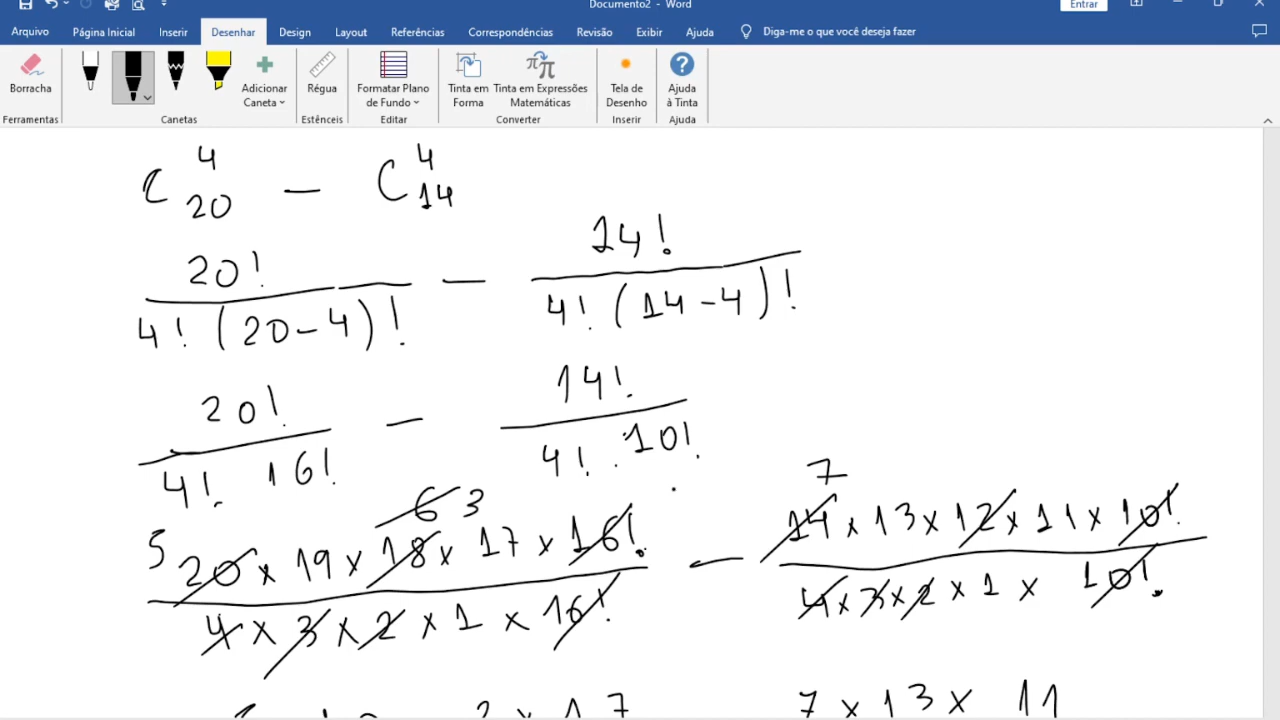 Documento2 - Word
Entrar
Arquivo Página Inicial Inserir Desenhar Design Layout Referências Correspondências Revisão Exibir Ajuda Diga-me o que você deseja fazer
Borracha
Adicionar Caneta
Régua
Formatar Plano de Fundo
Tinta em Forma
Tinta em Expressões Matemáticas
Tela de Desenho
Ajuda à Tinta
Ferramentas Canetas Estênceis Editar Converter Inserir Ajuda
4 4
C 20 - C 14
20! - 14!
4! (20-4)! 4! (14-4)!
20! - 14!
4! 16! 4! . 10!
6 3 7
5 20 x 19 x 18 x 17 x 16! - 14 x 13 x 12 x 11 x 10!
4 x 3 x 2 x 1 x 16! 4 x 3 x 2 x 1 x 10!
3 x 17 7 x 13 x 11